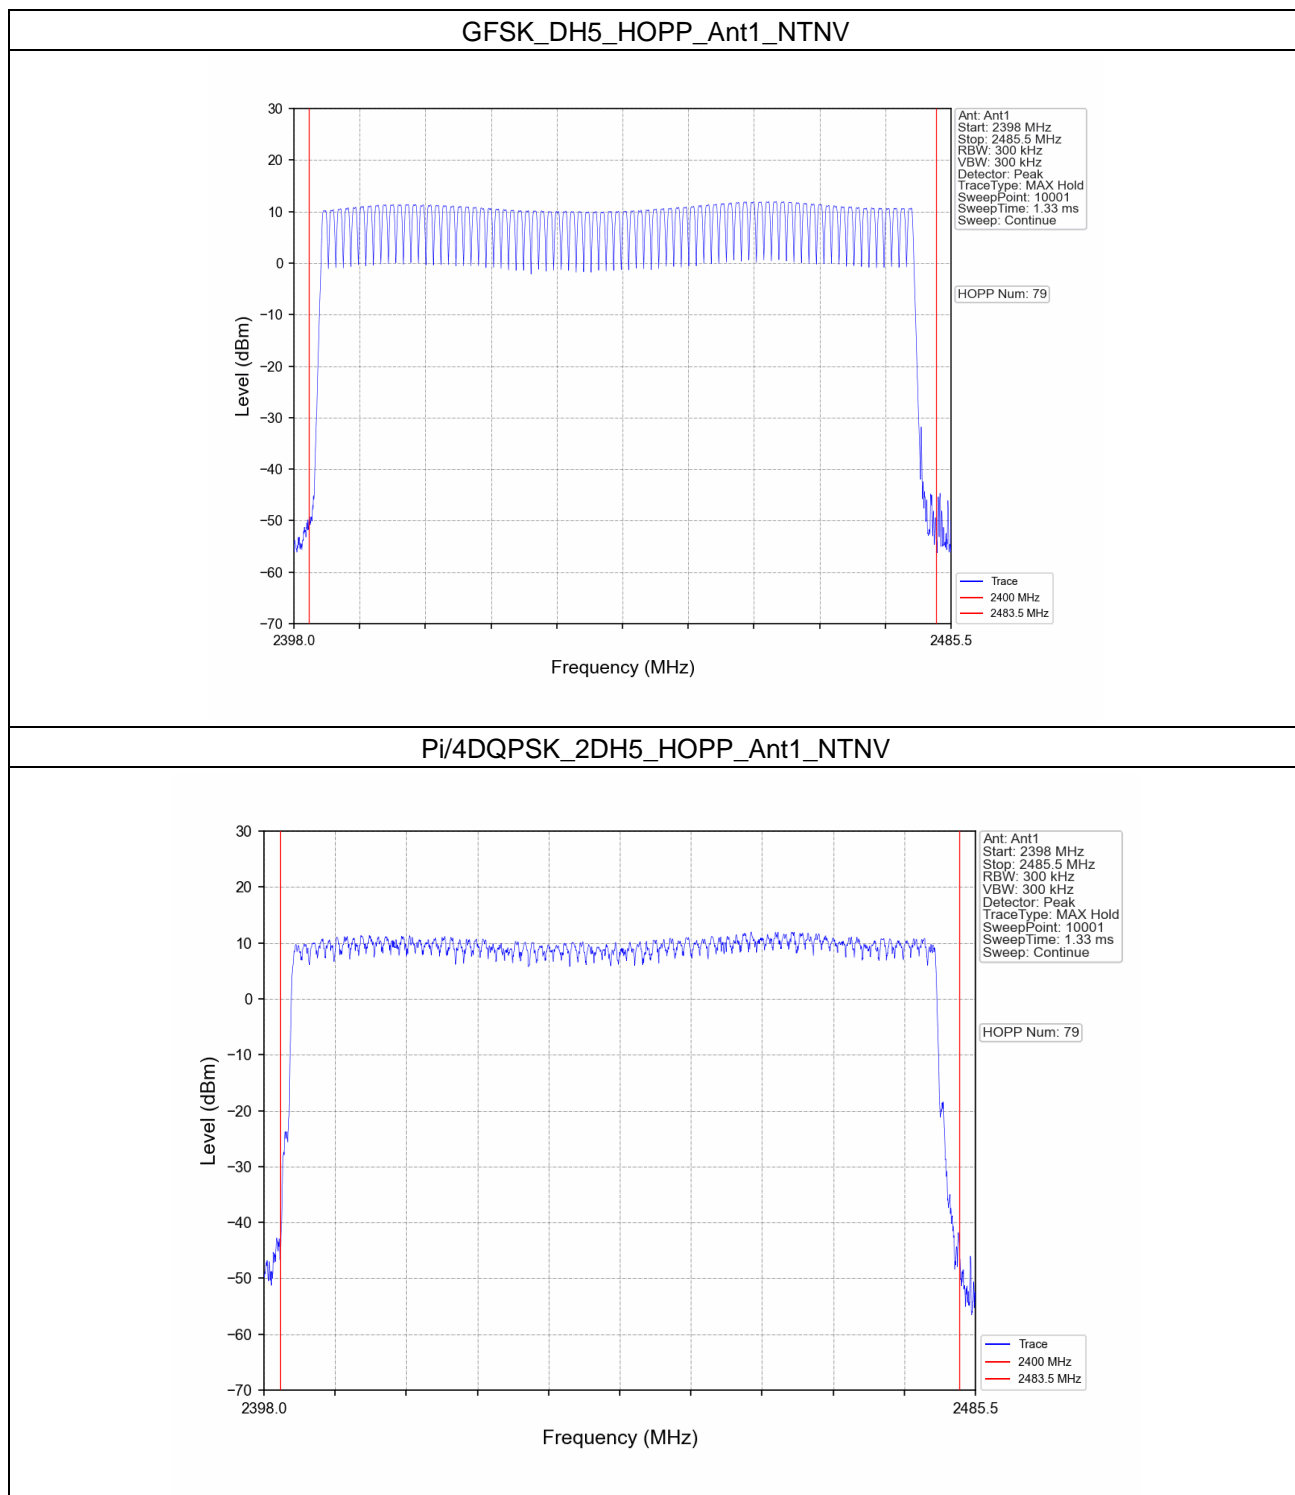 GFSK_DH5_HOPP_Ant1_NTNV
30
20
10
0
−10
−20
−30
−40
−50
−60
−70
Level (dBm)
2398.0
2485.5
Frequency (MHz)
Ant: Ant1
Start: 2398 MHz
Stop: 2485.5 MHz
RBW: 300 kHz
VBW: 300 kHz
Detector: Peak
TraceType: MAX Hold
SweepPoint: 10001
SweepTime: 1.33 ms
Sweep: Continue
HOPP Num: 79
Trace
2400 MHz
2483.5 MHz
Pi/4DQPSK_2DH5_HOPP_Ant1_NTNV
30
20
10
0
−10
−20
−30
−40
−50
−60
−70
Level (dBm)
2398.0
2485.5
Frequency (MHz)
Ant: Ant1
Start: 2398 MHz
Stop: 2485.5 MHz
RBW: 300 kHz
VBW: 300 kHz
Detector: Peak
TraceType: MAX Hold
SweepPoint: 10001
SweepTime: 1.33 ms
Sweep: Continue
HOPP Num: 79
Trace
2400 MHz
2483.5 MHz